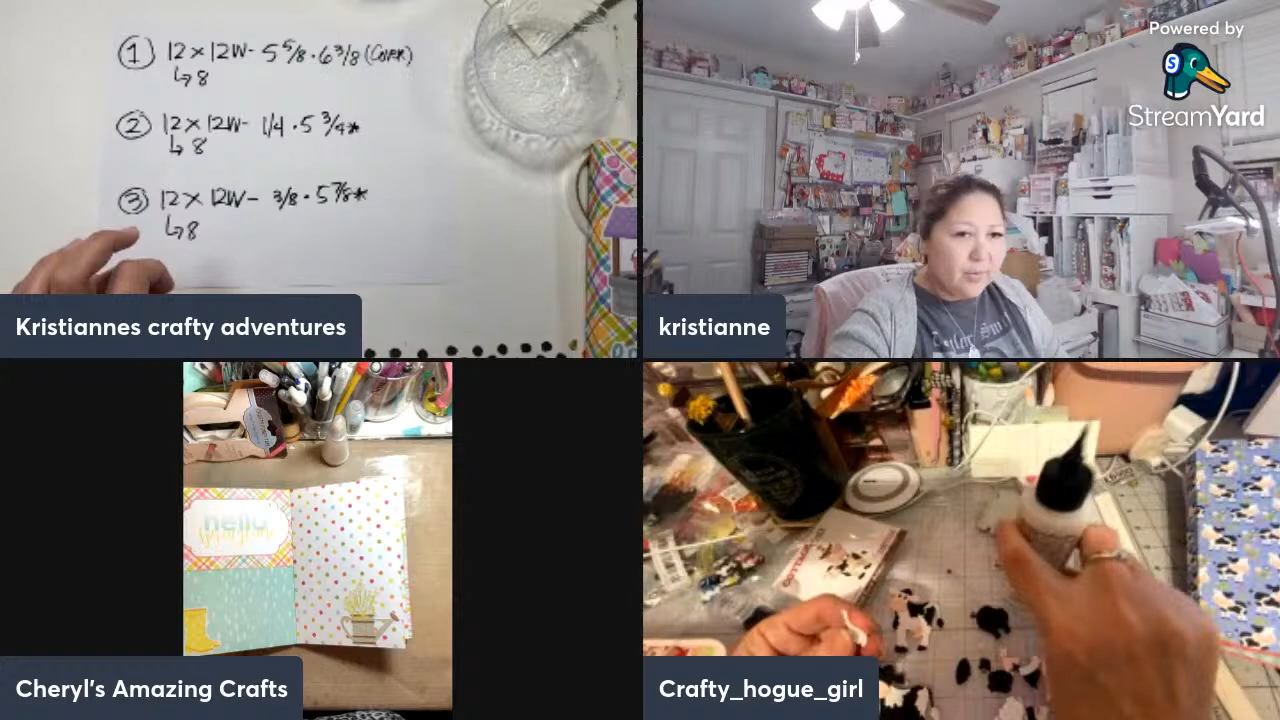 ① 12 x 12W - 5 5/8 · 6 3/8 (Cover)
↳ 8
② 12 x 12W - 1/4 · 5 3/4*
↳ 8
③ 12 x 12W - 3/8 · 5 7/8*
↳ 8
Kristiannes crafty adventures
Powered by
StreamYard
kristianne
hello
Cheryl's Amazing Crafts
Crafty_hogue_girl